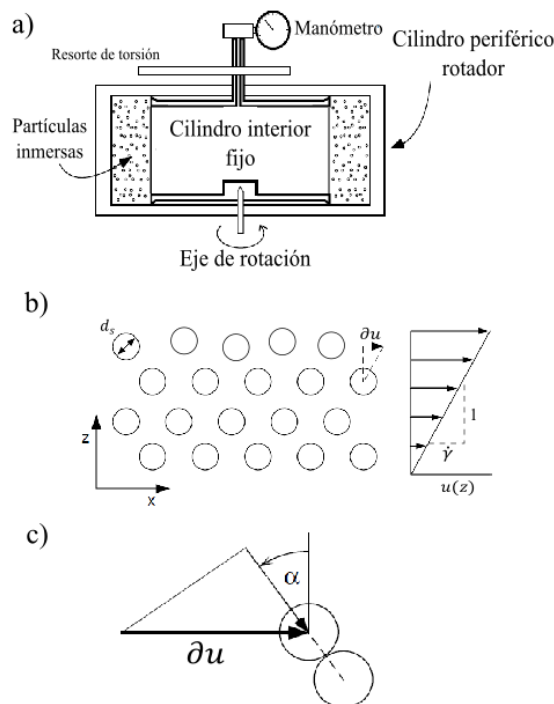 a)
Manómetro
Resorte de torsión
Cilindro periférico
rotador
Partículas
inmersas
Cilindro interior
fijo
Eje de rotación
b)
d_s
∂u
z
x
1
γ̇
u(z)
c)
α
∂u